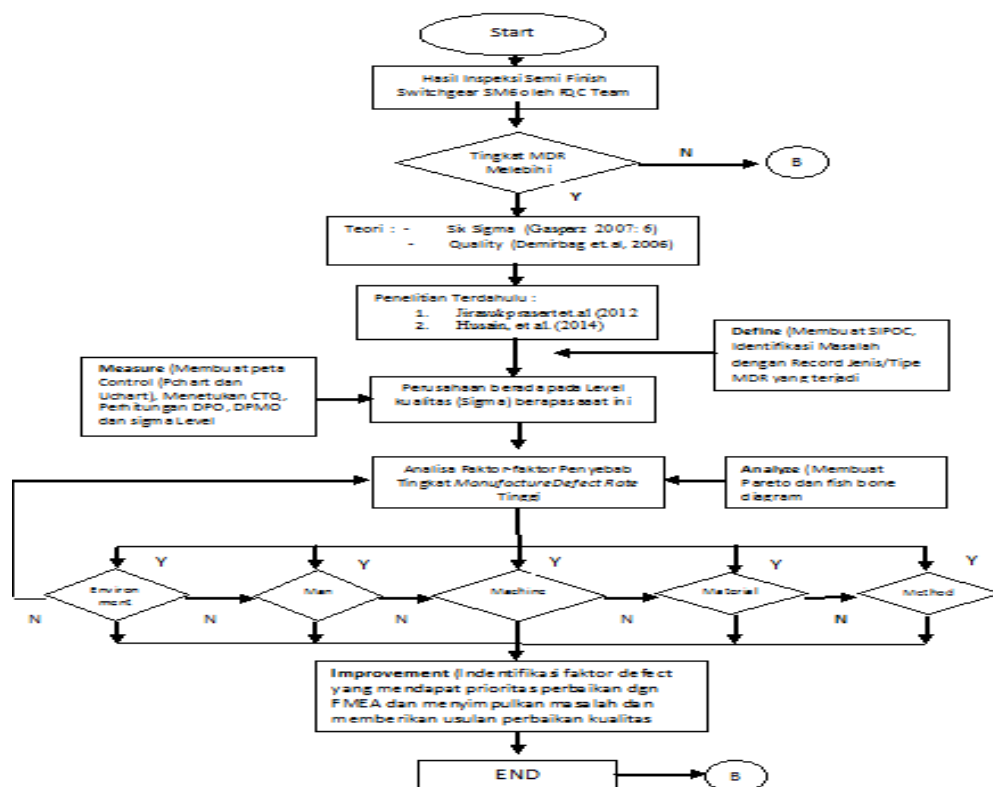 Start
Hasil Inspeksi Semi Finish
Switchgear SM6 oleh FQC Team
Tingkat MDR
Melebihi
N
B
Y
Teori : - Six Sigma (Gasperz 2007: 6)
- Quality (Demirbag et.al, 2006)
Penelitian Terdahulu :
1. Jirasukprasert et.al (2012
2. Husain, et al. (2014)
Define (Membuat SIPOC,
Identifikasi Masalah
dengan Record Jenis/Tipe
MDR yang terjadi
Measure (Membuat peta
Control (Pchart dan
Uchart), Menetukan CTQ,
Perhitungan DPO, DPMO
dan sigma Level
Perusahaan berada pada Level
kualitas (Sigma) berapa saat ini
Analisa Faktor-faktor Penyebab
Tingkat Manufacture Defect Rate
Tinggi
Analyze (Membuat
Pareto dan fish bone
diagram
Y
Y
Y
Y
Y
Environ
ment
Man
Machine
Material
Method
N
N
N
N
N
Improvement (Indentifikasi faktor defect
yang mendapat prioritas perbaikan dgn
FMEA dan menyimpulkan masalah dan
memberikan usulan perbaikan kualitas
END
B